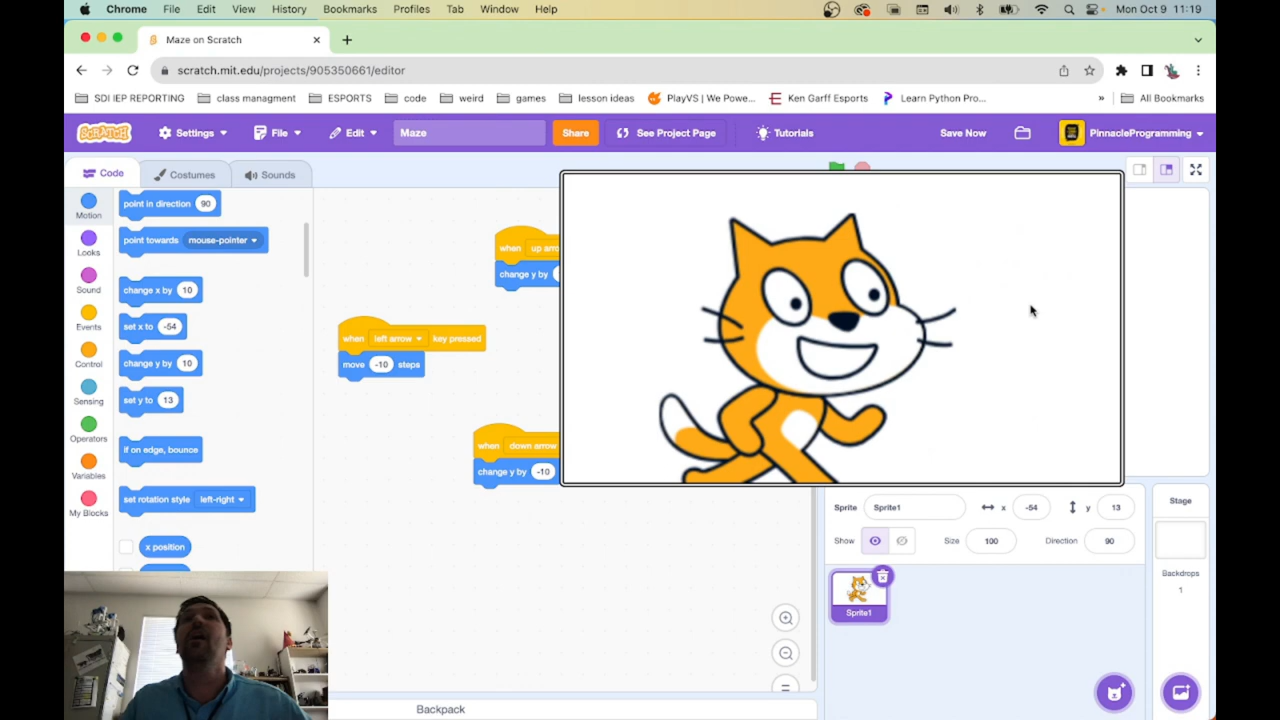 Chrome File Edit View History Bookmarks Profiles Tab Window Help Mon Oct 9 11:19
Maze on Scratch
scratch.mit.edu/projects/905350661/editor
SDI IEP REPORTING class managment ESPORTS code weird games lesson ideas PlayVS | We Powe... Ken Garff Esports Learn Python Pro... » All Bookmarks
SCRATCH Settings File Edit Maze Share See Project Page Tutorials Save Now PinnacleProgramming
Code Costumes Sounds
Motion
Looks
Sound
Events
Control
Sensing
Operators
Variables
My Blocks
point in direction 90
point towards mouse-pointer
change x by 10
set x to -54
change y by 10
set y to 13
if on edge, bounce
set rotation style left-right
x position
when up arro
change y by
when left arrow key pressed
move -10 steps
when down arrow
change y by -10
Sprite Sprite1 x -54 y 13
Show Size 100 Direction 90
Sprite1
Stage
Backdrops
1
Backpack